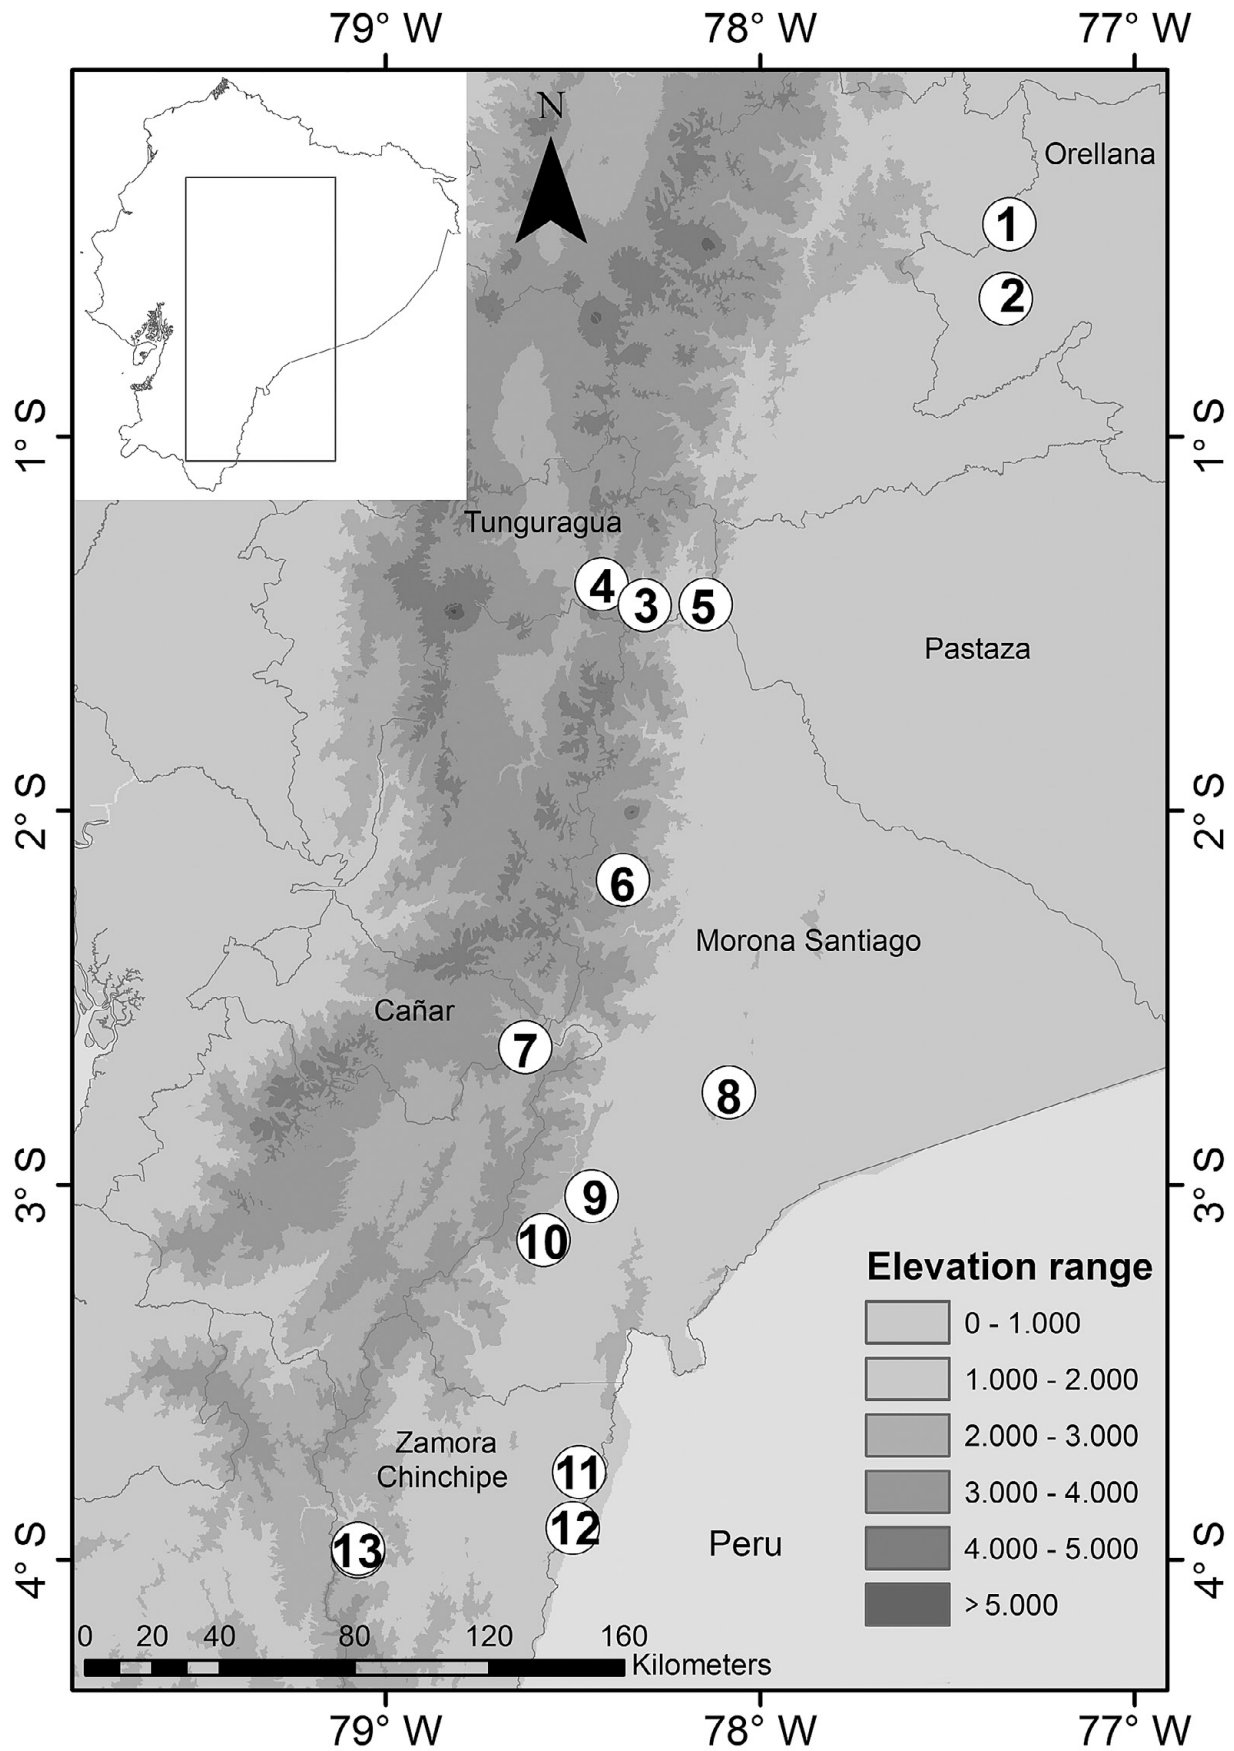 79° W 78° W 77° W
N
Orellana
1
2
1° S 1° S
Tunguragua
4 3 5
Pastaza
2° S 2° S
6
Morona Santiago
Cañar
7
8
3° S 3° S
9
10
Elevation range
0 - 1.000
1.000 - 2.000
2.000 - 3.000
3.000 - 4.000
4.000 - 5.000
> 5.000
Zamora
Chinchipe
11
12
13
Peru
4° S 4° S
0 20 40 80 120 160
Kilometers
79° W 78° W 77° W